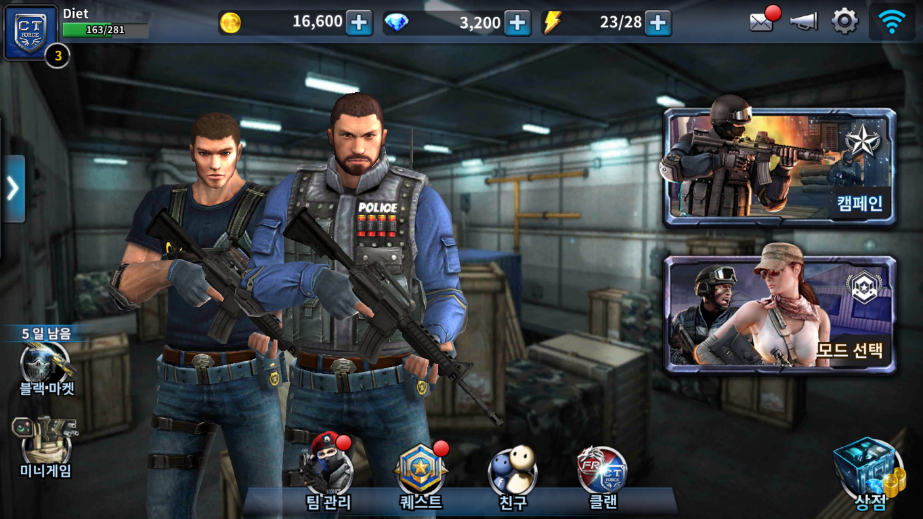 Diet
163/281
3
CT
FORCE
16,600
3,200
23/28
POLICE
캠페인
모드 선택
5 일 남음
블랙·마켓
미니게임
팀 관리
퀘스트
친구
FR
CT
FORCE
클랜
상점